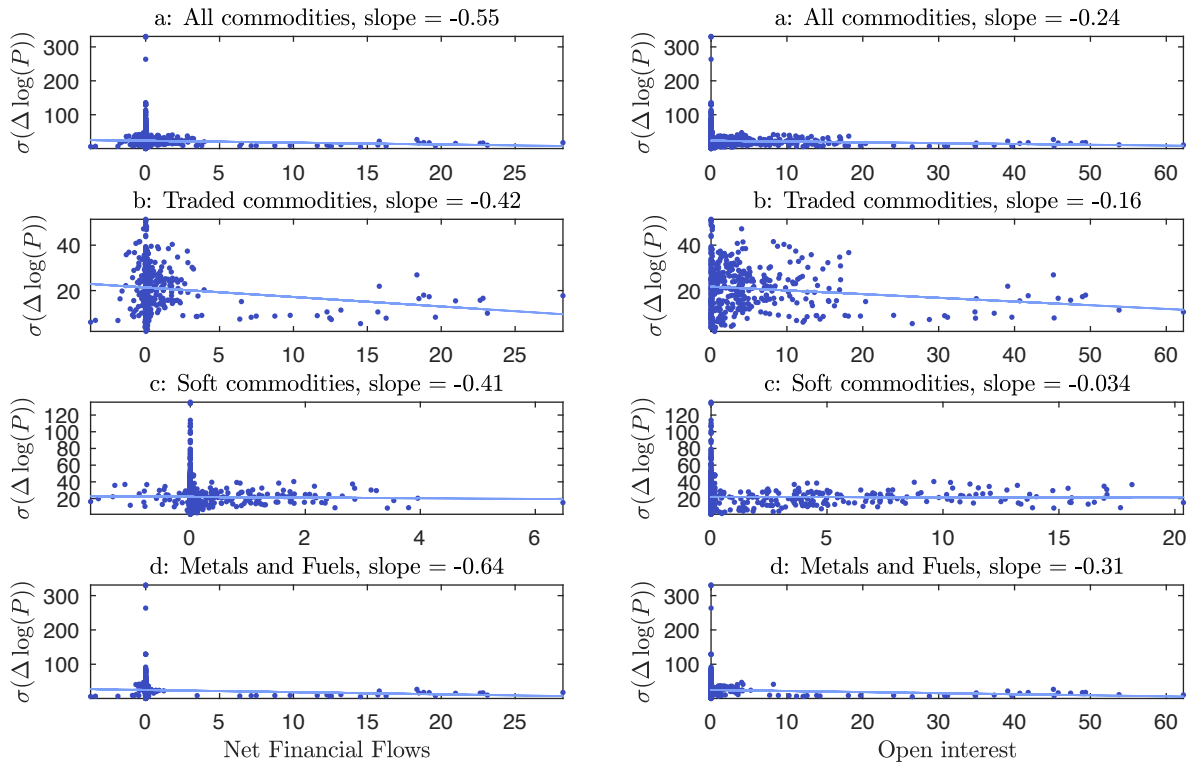 a: All commodities, slope = -0.55
σ(Δ log(P))
300
200
100
0 5 10 15 20 25
a: All commodities, slope = -0.24
σ(Δ log(P))
300
200
100
0 10 20 30 40 50 60
b: Traded commodities, slope = -0.42
σ(Δ log(P))
40
20
0 5 10 15 20 25
b: Traded commodities, slope = -0.16
σ(Δ log(P))
40
20
0 10 20 30 40 50 60
c: Soft commodities, slope = -0.41
σ(Δ log(P))
120
100
80
60
40
20
0 2 4 6
c: Soft commodities, slope = -0.034
σ(Δ log(P))
120
100
80
60
40
20
0 5 10 15 20
d: Metals and Fuels, slope = -0.64
σ(Δ log(P))
300
200
100
0 5 10 15 20 25
Net Financial Flows
d: Metals and Fuels, slope = -0.31
σ(Δ log(P))
300
200
100
0 10 20 30 40 50 60
Open interest